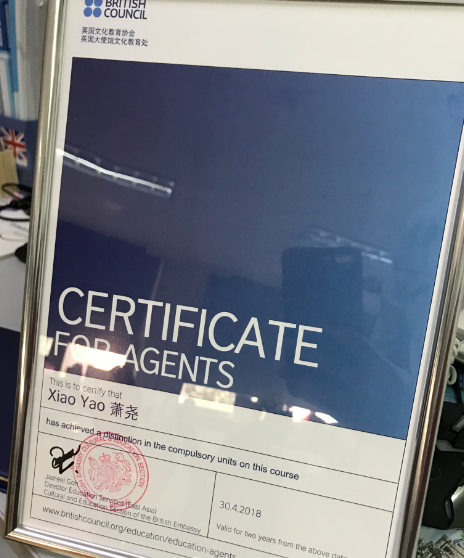 BRITISH
COUNCIL
英国文化教育协会
英国大使馆文化教育处
CERTIFICATE
FOR AGENTS
This is to certify that
Xiao Yao 萧尧
has achieved a distinction in the compulsory units on this course
Jazreel Goh
Director Education Services (East Asia)
Cultural and Education Section of the British Embassy
30.4.2018
Valid for two years from the above date
www.britishcouncil.org/education/education-agents